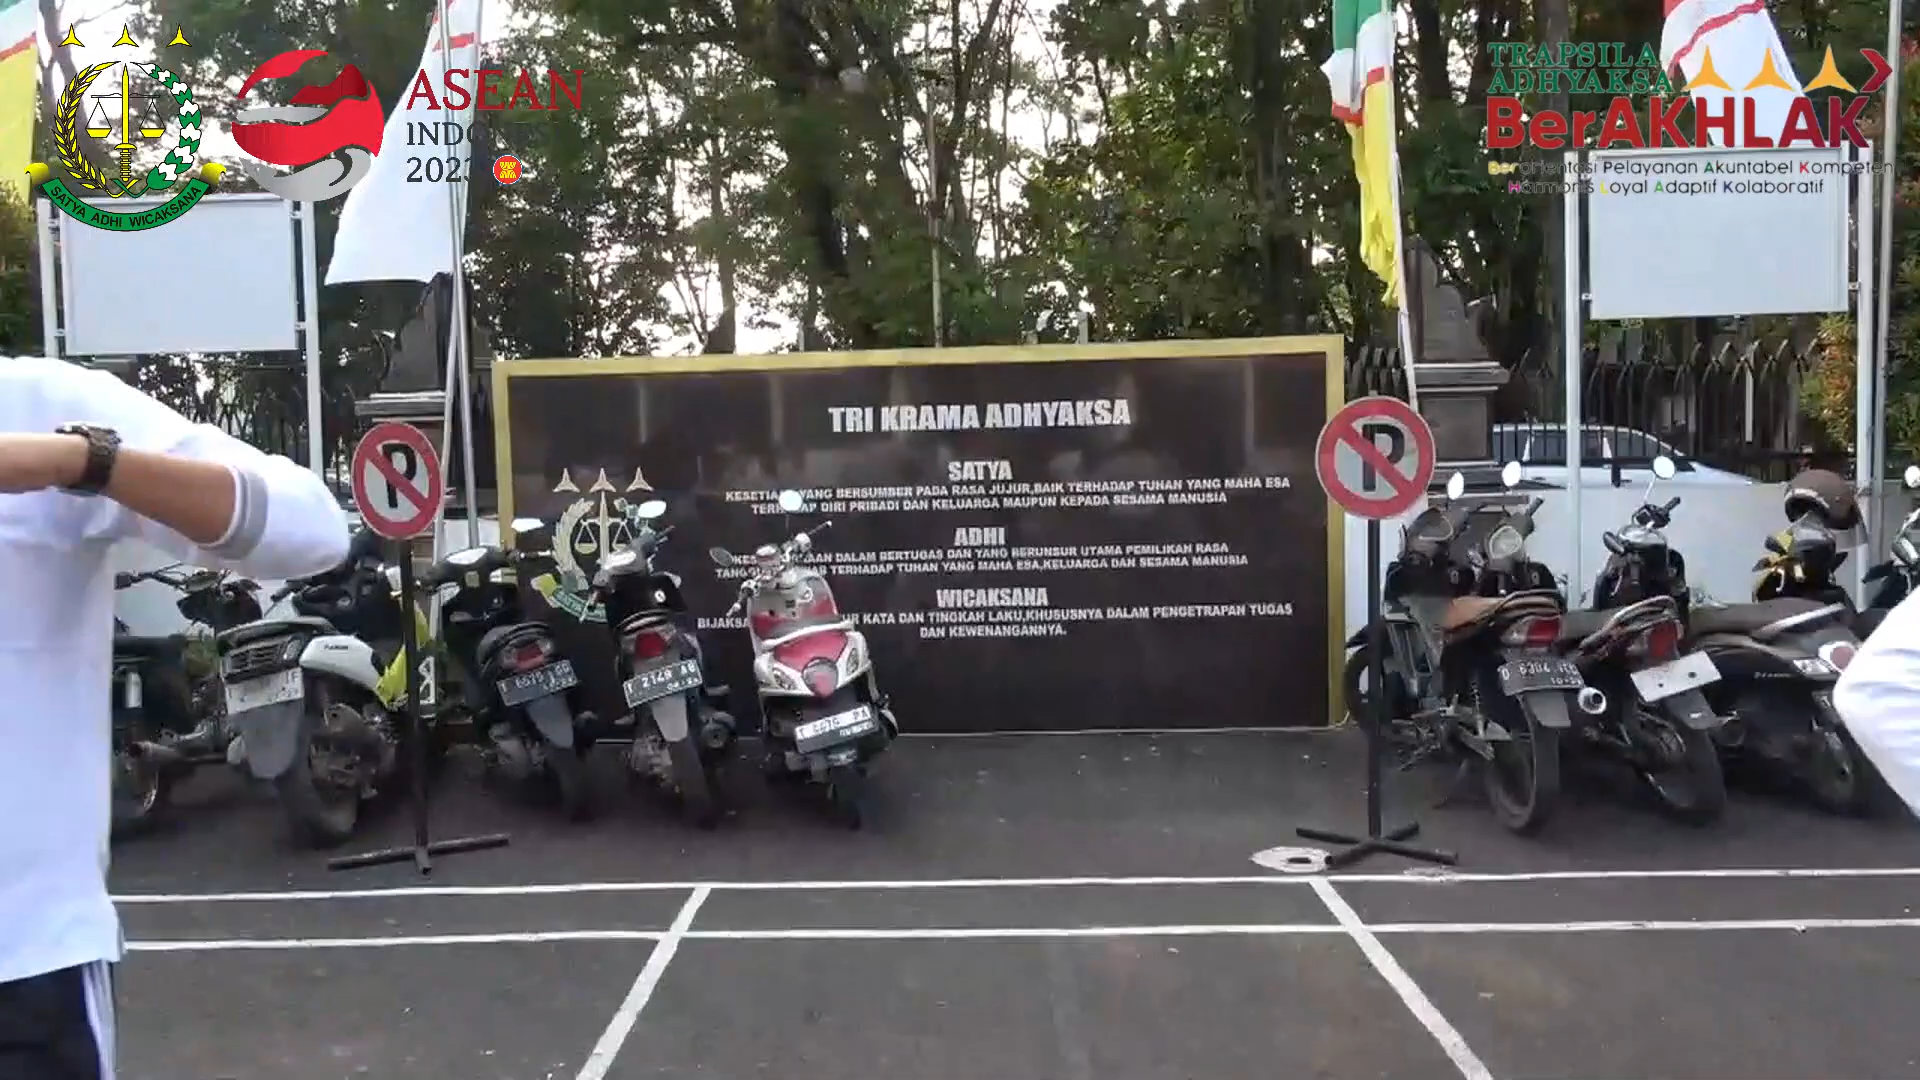 SATYA ADHI WICAKSANA
ASEAN
INDONES
2023
TRAPSILA
ADHYAKSA
BerAKHLAK
Berorientasi Pelayanan Akuntabel Kompeten
Harmonis Loyal Adaptif Kolaboratif
TRI KRAMA ADHYAKSA
SATYA
YANG BERSUMBER PADA RASA JUJUR,BAIK TERHADAP TUHAN YANG MAHA ESA
DIRI PRIBADI DAN KELUARGA MAUPUN KEPADA SESAMA MANUSIA
ADHI
DALAM BERTUGAS DAN YANG BERUNSUR UTAMA PEMILIKAN RASA
TERHADAP TUHAN YANG MAHA ESA,KELUARGA DAN SESAMA MANUSIA
WICAKSANA
KATA DAN TINGKAH LAKU,KHUSUSNYA DALAM PENGETRAPAN TUGAS
DAN KEWENANGANNYA.
P
P
T 2149